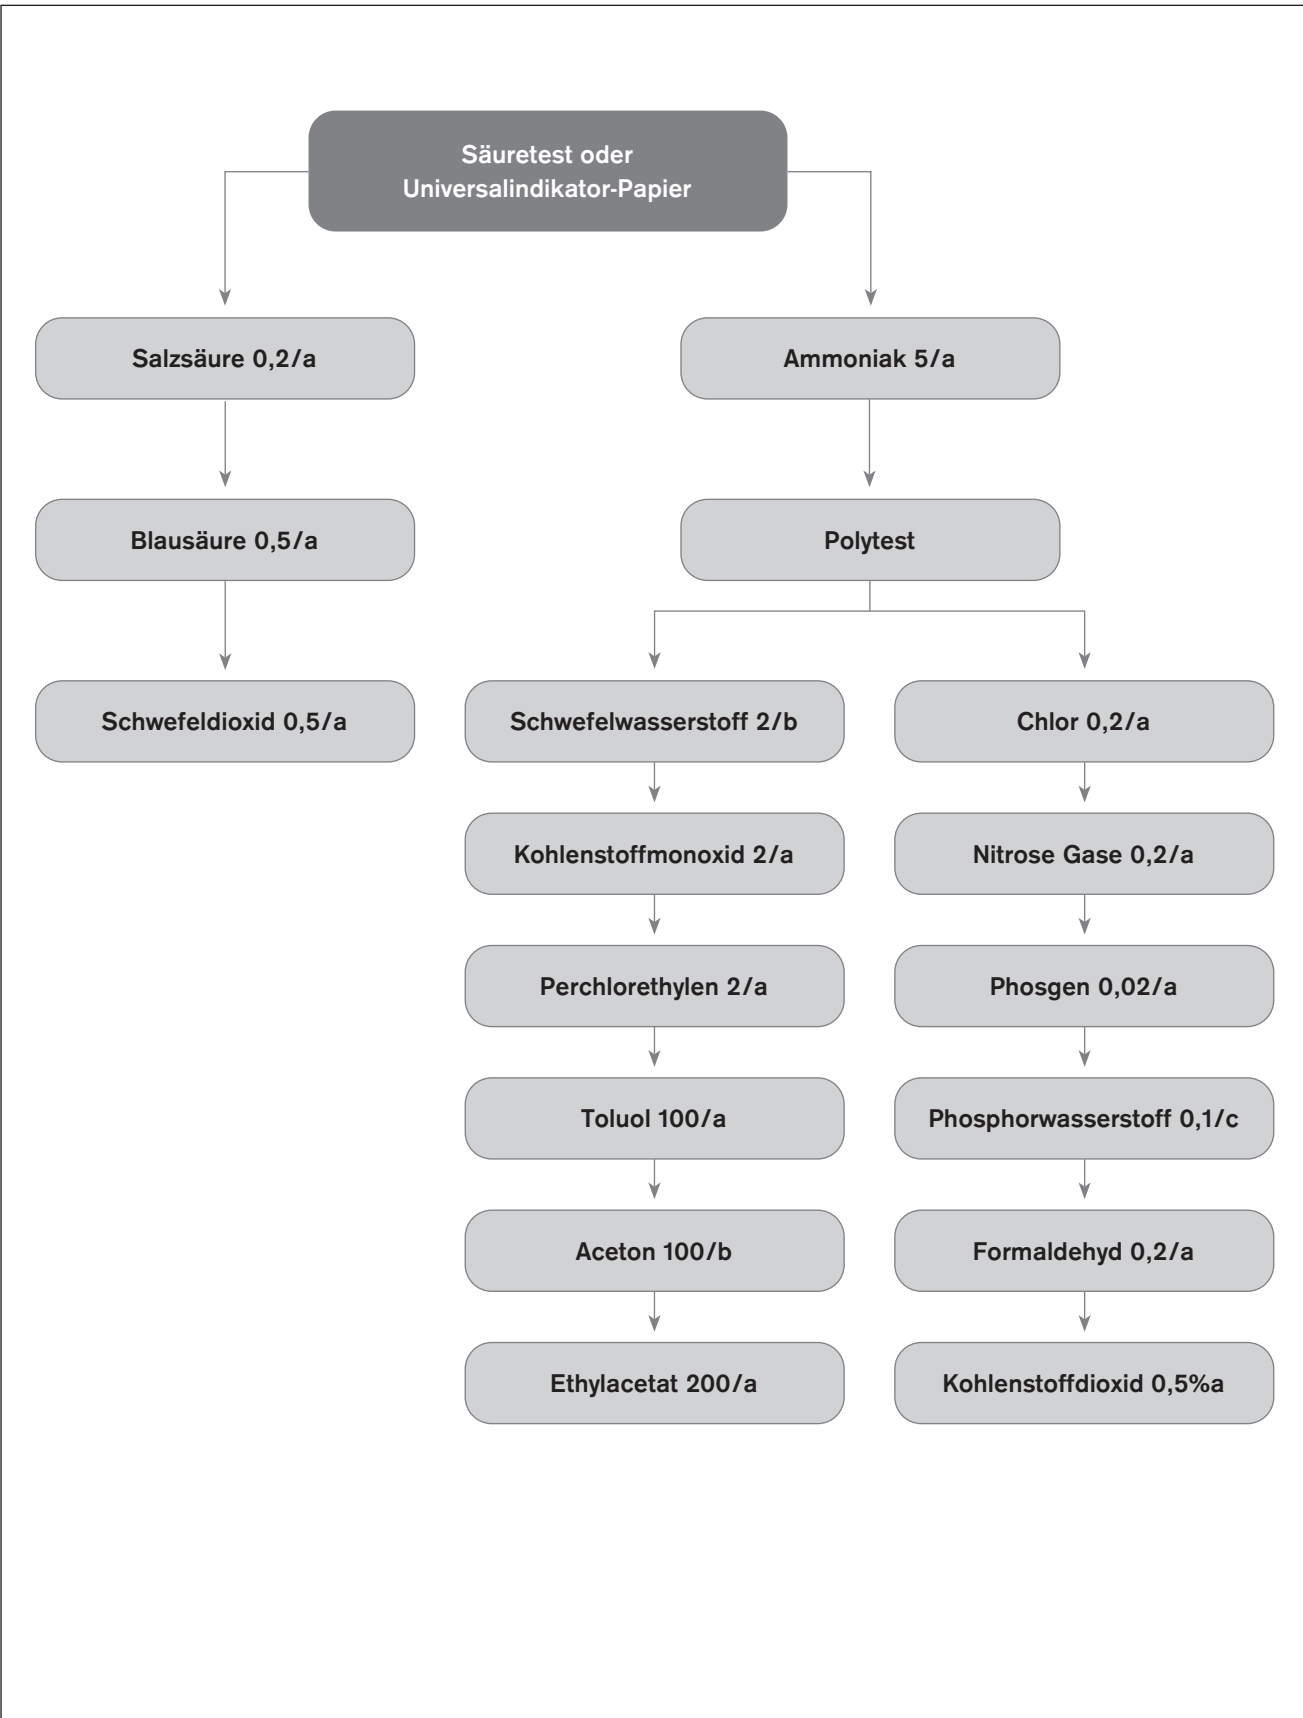 Säuretest oder
Universalindikator-Papier
Salzsäure 0,2/a
Ammoniak 5/a
Blausäure 0,5/a
Polytest
Schwefeldioxid 0,5/a
Schwefelwasserstoff 2/b
Chlor 0,2/a
Kohlenstoffmonoxid 2/a
Nitrose Gase 0,2/a
Perchlorethylen 2/a
Phosgen 0,02/a
Toluol 100/a
Phosphorwasserstoff 0,1/c
Aceton 100/b
Formaldehyd 0,2/a
Ethylacetat 200/a
Kohlenstoffdioxid 0,5%a